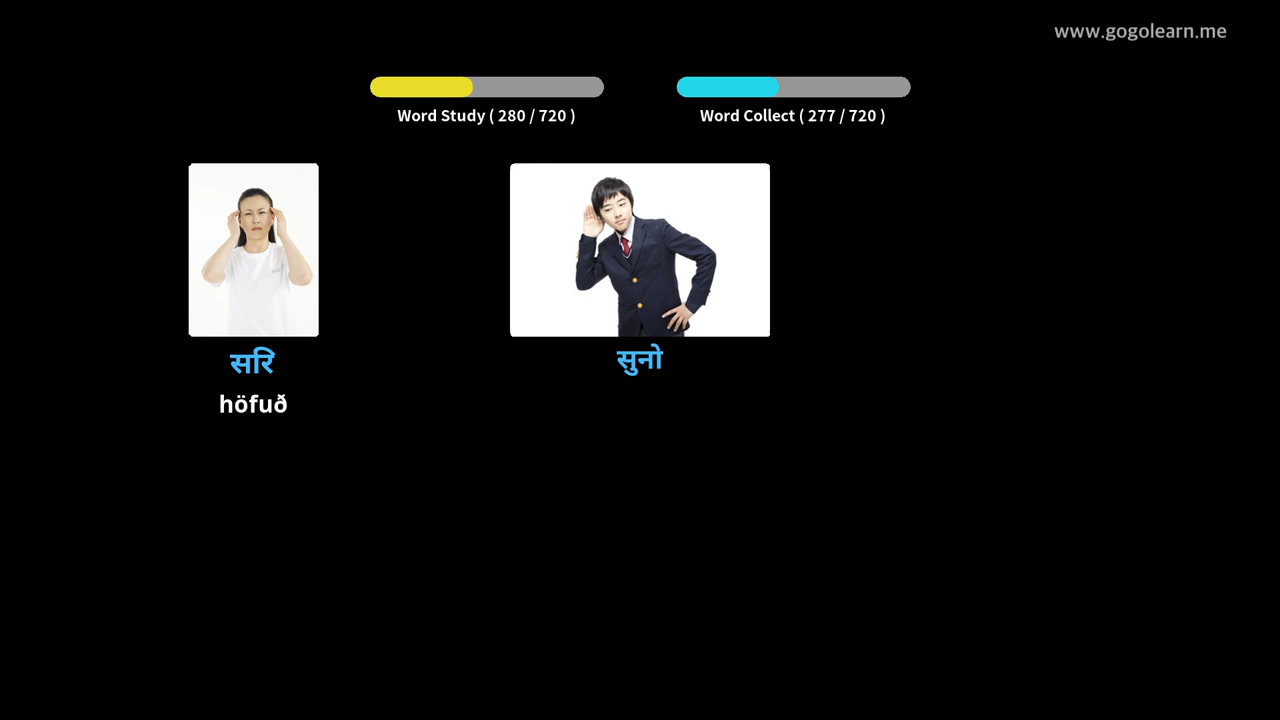 www.gogolearn.me
Word Study ( 280 / 720 )
Word Collect ( 277 / 720 )
सरि
höfuð
सुनो